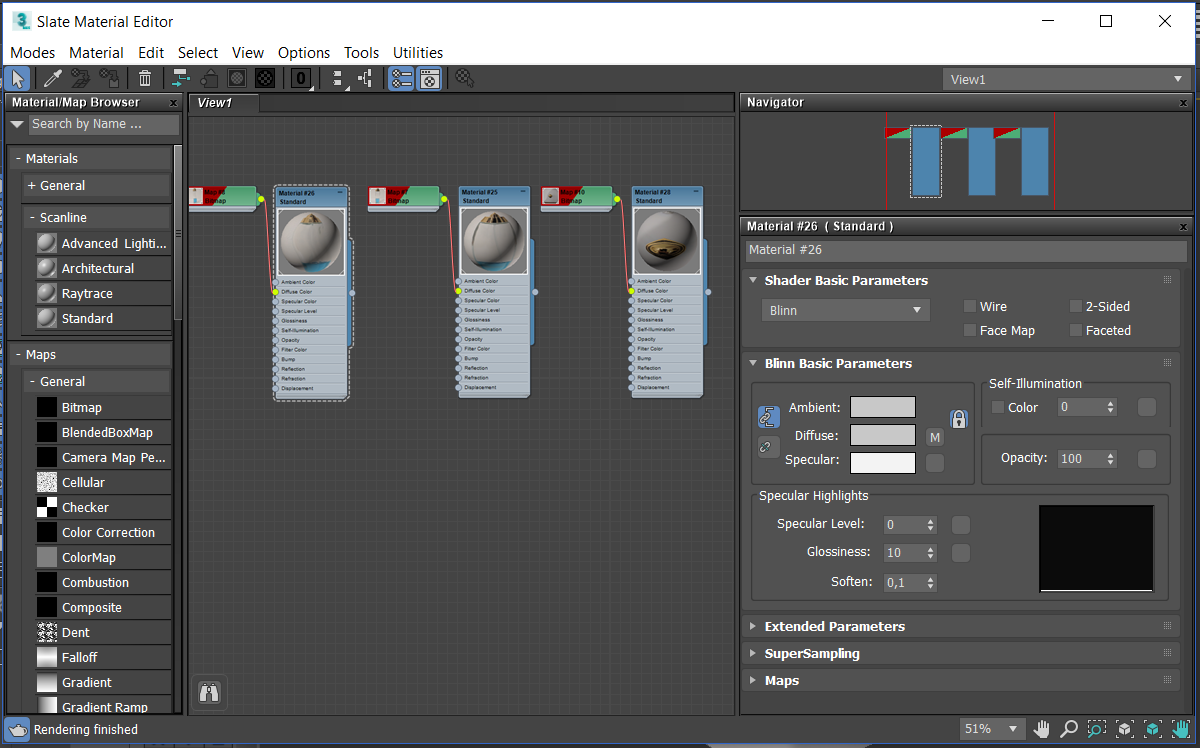 Slate Material Editor
Modes Material Edit Select View Options Tools Utilities
0
View1
Material/Map Browser x
Search by Name ...
- Materials
+ General
- Scanline
Advanced Lighti...
Architectural
Raytrace
Standard
- Maps
- General
Bitmap
BlendedBoxMap
Camera Map Pe...
Cellular
Checker
Color Correction
ColorMap
Combustion
Composite
Dent
Falloff
Gradient
Gradient Ramp
View1
Bitmap
Material #26
Standard
Ambient Color
Diffuse Color
Specular Color
Specular Level
Glossiness
Self-Illumination
Opacity
Filter Color
Bump
Reflection
Refraction
Displacement
Bitmap
Material #25
Standard
Ambient Color
Diffuse Color
Specular Color
Specular Level
Glossiness
Self-Illumination
Opacity
Filter Color
Bump
Reflection
Refraction
Displacement
Map #10
Bitmap
Material #28
Standard
Ambient Color
Diffuse Color
Specular Color
Specular Level
Glossiness
Self-Illumination
Opacity
Filter Color
Bump
Reflection
Refraction
Displacement
Navigator x
Material #26 ( Standard ) x
Material #26
Shader Basic Parameters
Blinn
Wire
2-Sided
Face Map
Faceted
Blinn Basic Parameters
Ambient:
Diffuse:
M
Specular:
Self-Illumination
Color 0
Opacity: 100
Specular Highlights
Specular Level: 0
Glossiness: 10
Soften: 0,1
Extended Parameters
SuperSampling
Maps
Rendering finished
51%